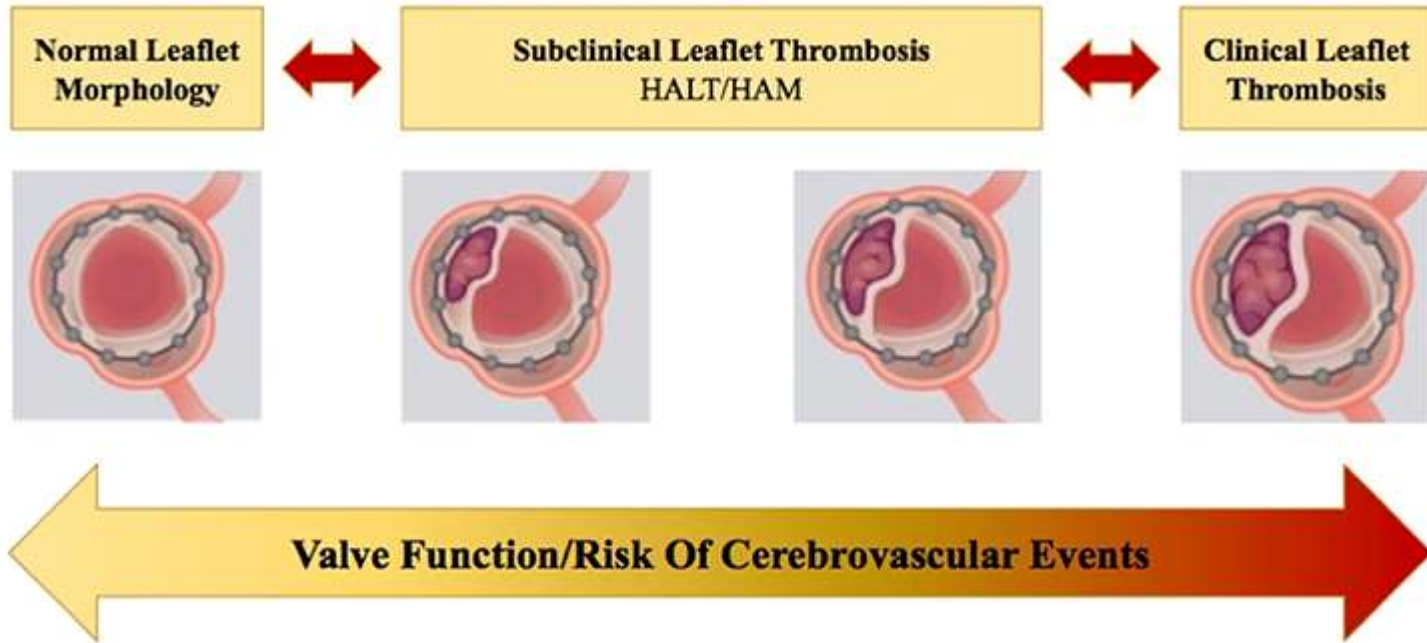 Normal Leaflet
Morphology
Subclinical Leaflet Thrombosis
HALT/HAM
Clinical Leaflet
Thrombosis
Valve Function/Risk Of Cerebrovascular Events